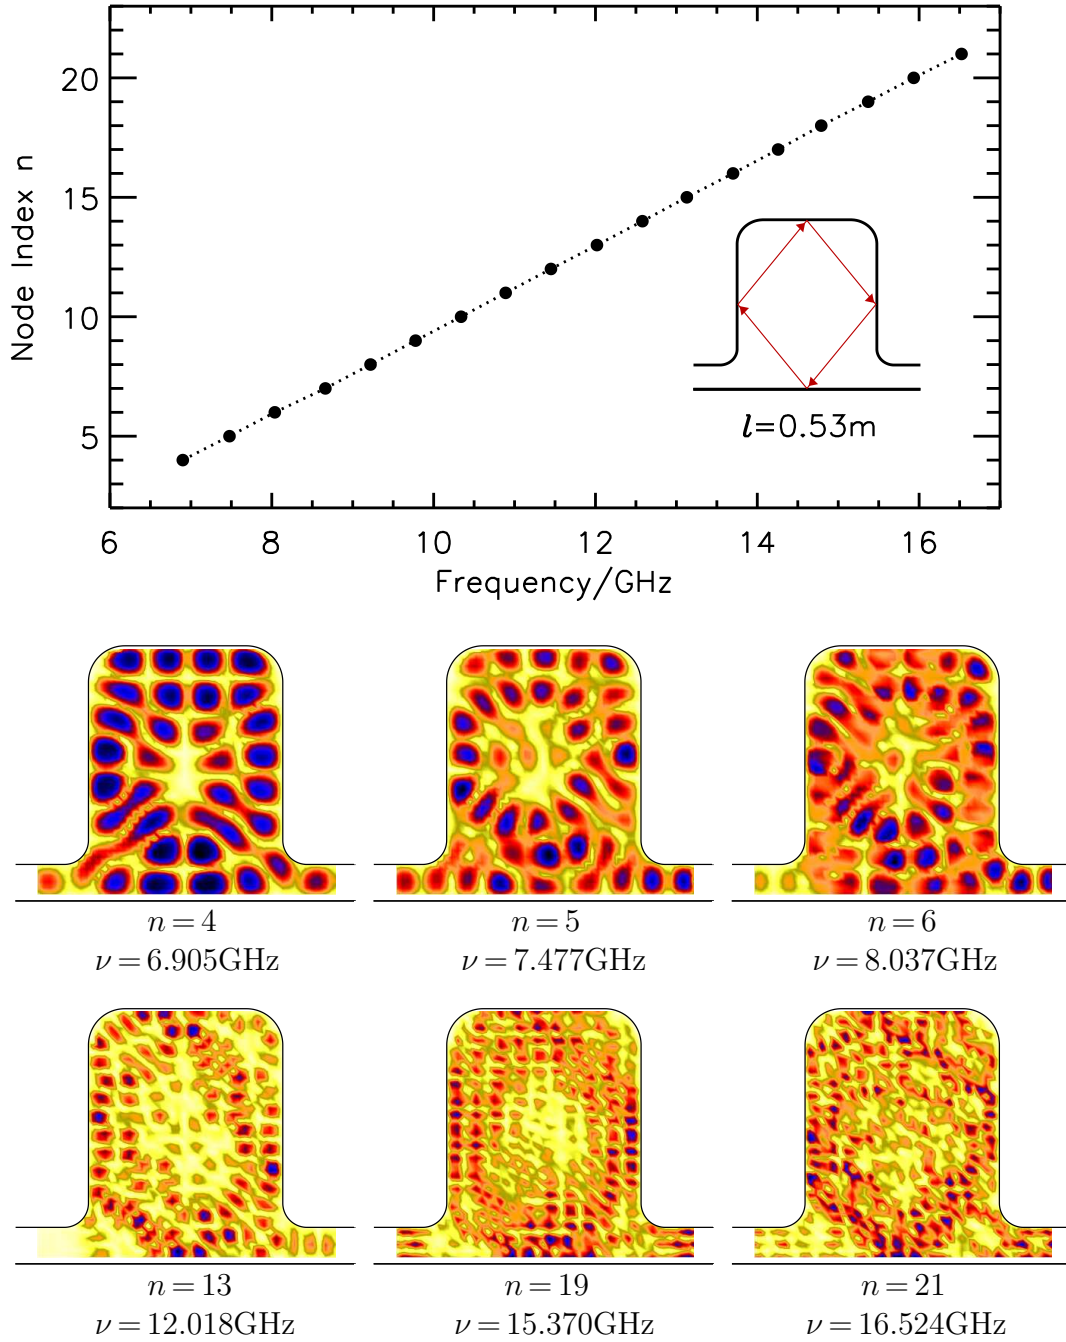 20
15
10
5
Node Index n
l=0.53m
6 8 10 12 14 16
Frequency/GHz
n = 4 n = 5 n = 6
ν = 6.905GHz ν = 7.477GHz ν = 8.037GHz
n = 13 n = 19 n = 21
ν = 12.018GHz ν = 15.370GHz ν = 16.524GHz